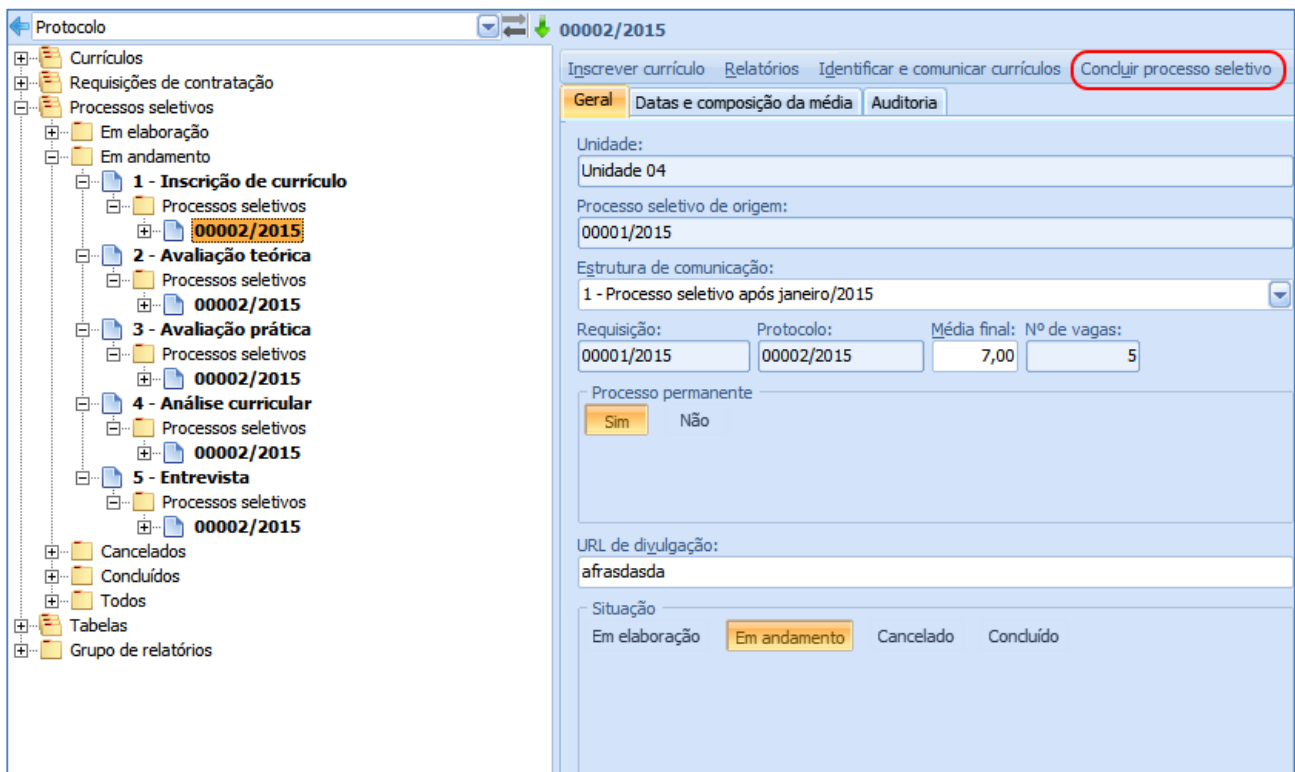 Protocolo
Currículos
Requisições de contratação
Processos seletivos
Em elaboração
Em andamento
1 - Inscrição de currículo
Processos seletivos
00002/2015
2 - Avaliação teórica
Processos seletivos
00002/2015
3 - Avaliação prática
Processos seletivos
00002/2015
4 - Análise curricular
Processos seletivos
00002/2015
5 - Entrevista
Processos seletivos
00002/2015
Cancelados
Concluídos
Todos
Tabelas
Grupo de relatórios
00002/2015
Inscrever currículo Relatórios Identificar e comunicar currículos Concluir processo seletivo
Geral Datas e composição da média Auditoria
Unidade:
Unidade 04
Processo seletivo de origem:
00001/2015
Estrutura de comunicação:
1 - Processo seletivo após janeiro/2015
Requisição: Protocolo: Média final: Nº de vagas:
00001/2015 00002/2015 7,00 5
Processo permanente
Sim Não
URL de divulgação:
afrasdasda
Situação
Em elaboração Em andamento Cancelado Concluído